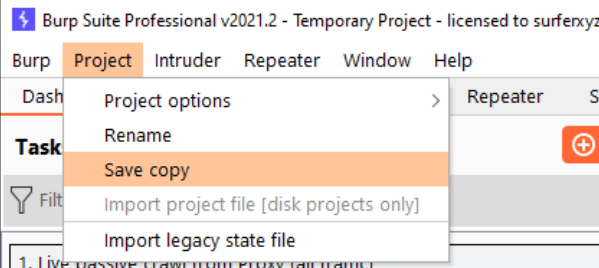 Burp Suite Professional v2021.2 - Temporary Project - licensed to surferxyz
Burp Project Intruder Repeater Window Help
Dash Repeater S
Project options
Rename
Tasks
Save copy
Filt
Import project file [disk projects only]
Import legacy state file
1. Live passive crawl from Proxy (all traffic)